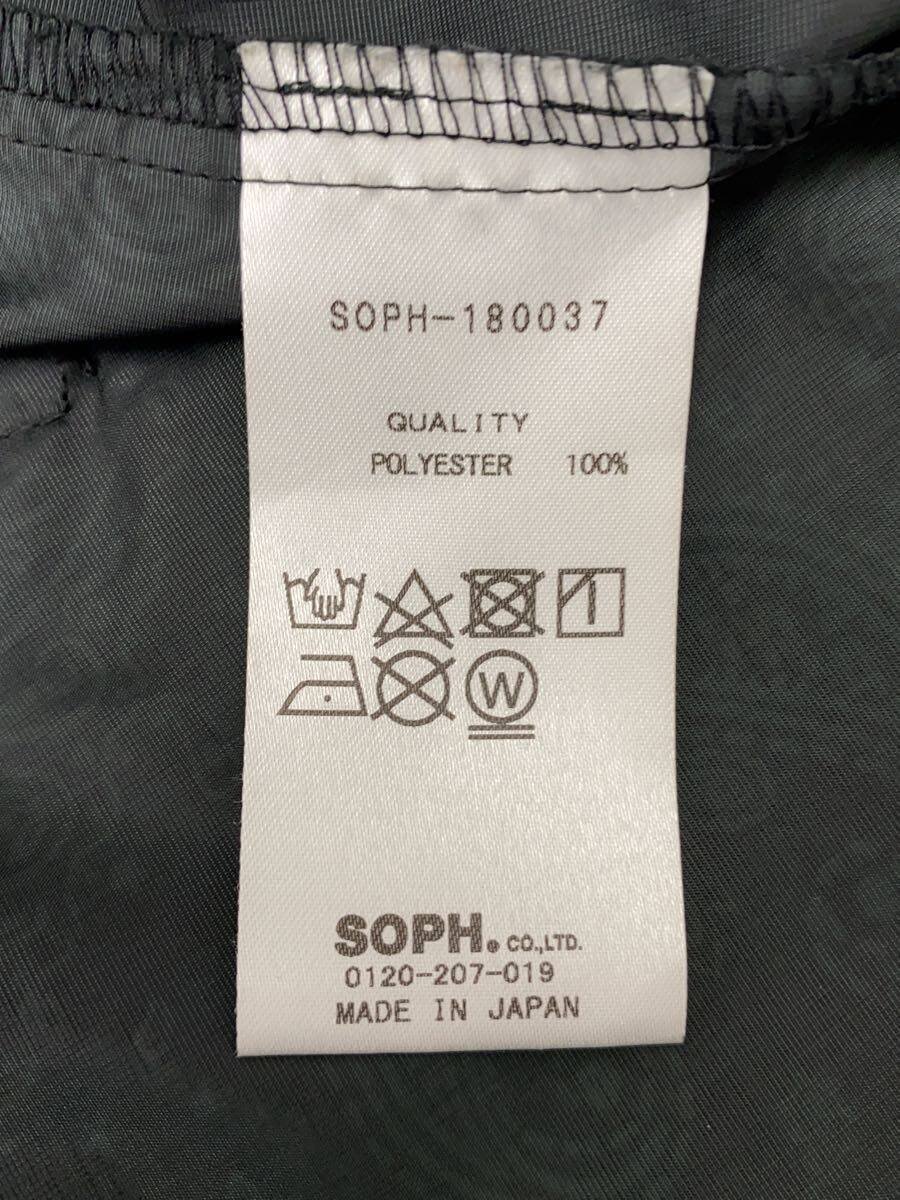 SOPH-180037
QUALITY
POLYESTER 100%
W
SOPH. CO.,LTD.
0120-207-019
MADE IN JAPAN